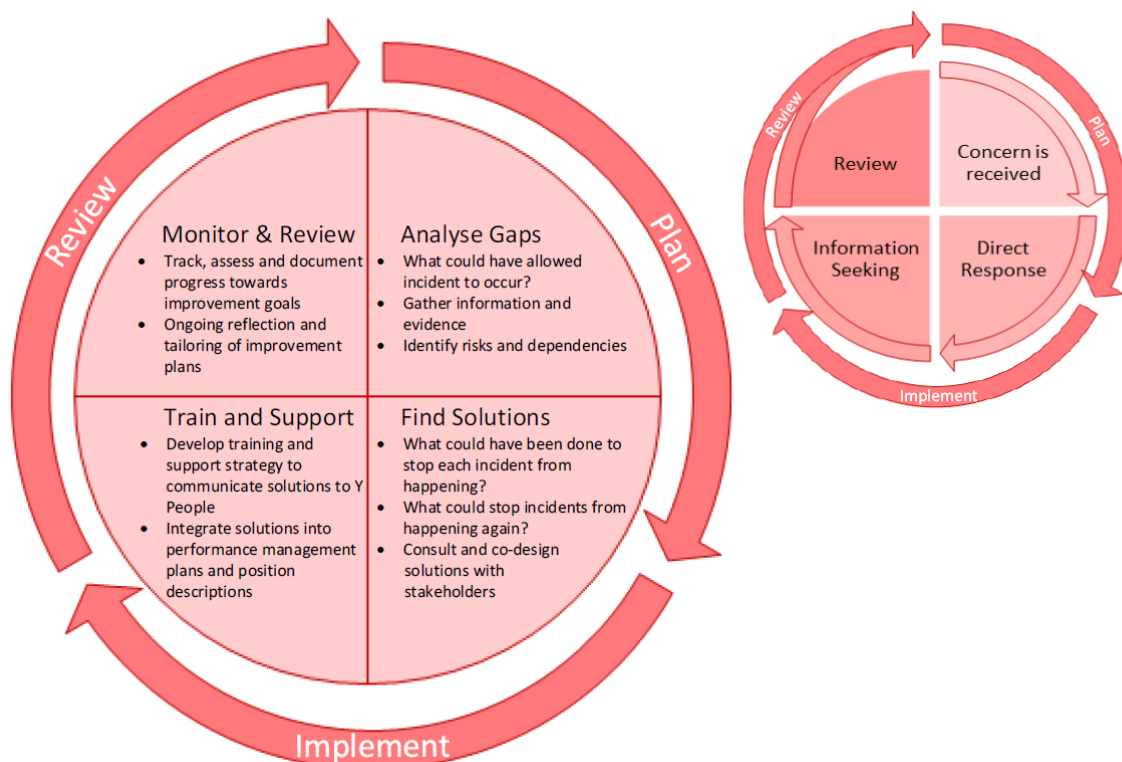 Review
Plan
Implement
Monitor & Review
• Track, assess and document
progress towards
improvement goals
• Ongoing reflection and
tailoring of improvement
plans
Analyse Gaps
• What could have allowed
incident to occur?
• Gather information and
evidence
• Identify risks and dependencies
Train and Support
• Develop training and
support strategy to
communicate solutions to Y
People
• Integrate solutions into
performance management
plans and position
descriptions
Find Solutions
• What could have been done to
stop each incident from
happening?
• What could stop incidents from
happening again?
• Consult and co-design
solutions with
stakeholders
Review
Plan
Implement
Review
Concern is
received
Information
Seeking
Direct
Response